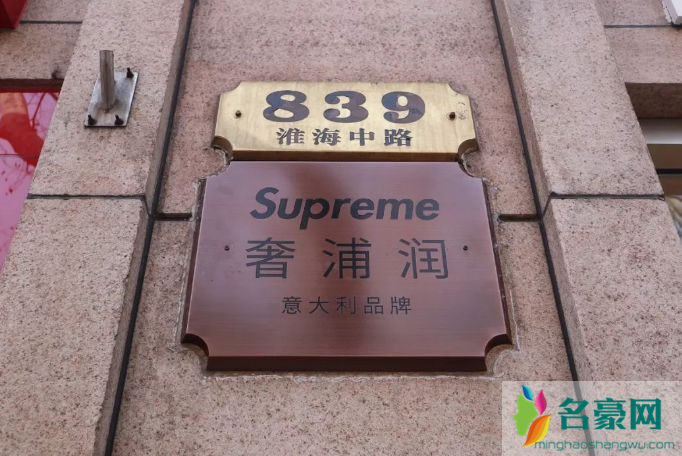 839
淮海中路
Supreme
奢浦润
意大利品牌
名豪网
minghaoshangwu.com